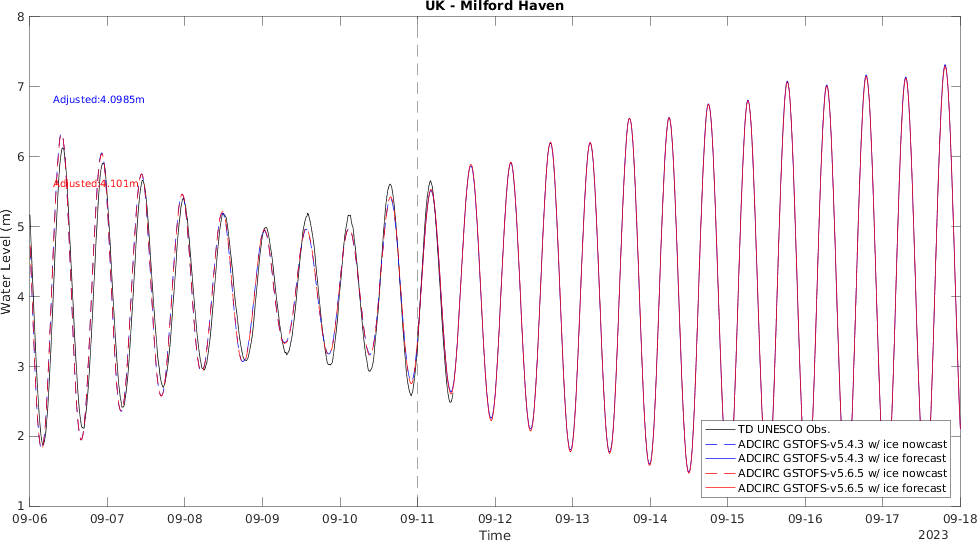 UK - Milford Haven
8
7
6
5
4
3
2
1
Water Level (m)
Adjusted:4.0985m
Adjusted:4.101m
TD UNESCO Obs.
ADCIRC GSTOFS-v5.4.3 w/ ice nowcast
ADCIRC GSTOFS-v5.4.3 w/ ice forecast
ADCIRC GSTOFS-v5.6.5 w/ ice nowcast
ADCIRC GSTOFS-v5.6.5 w/ ice forecast
09-06 09-07 09-08 09-09 09-10 09-11 09-12 09-13 09-14 09-15 09-16 09-17 09-18
Time
2023